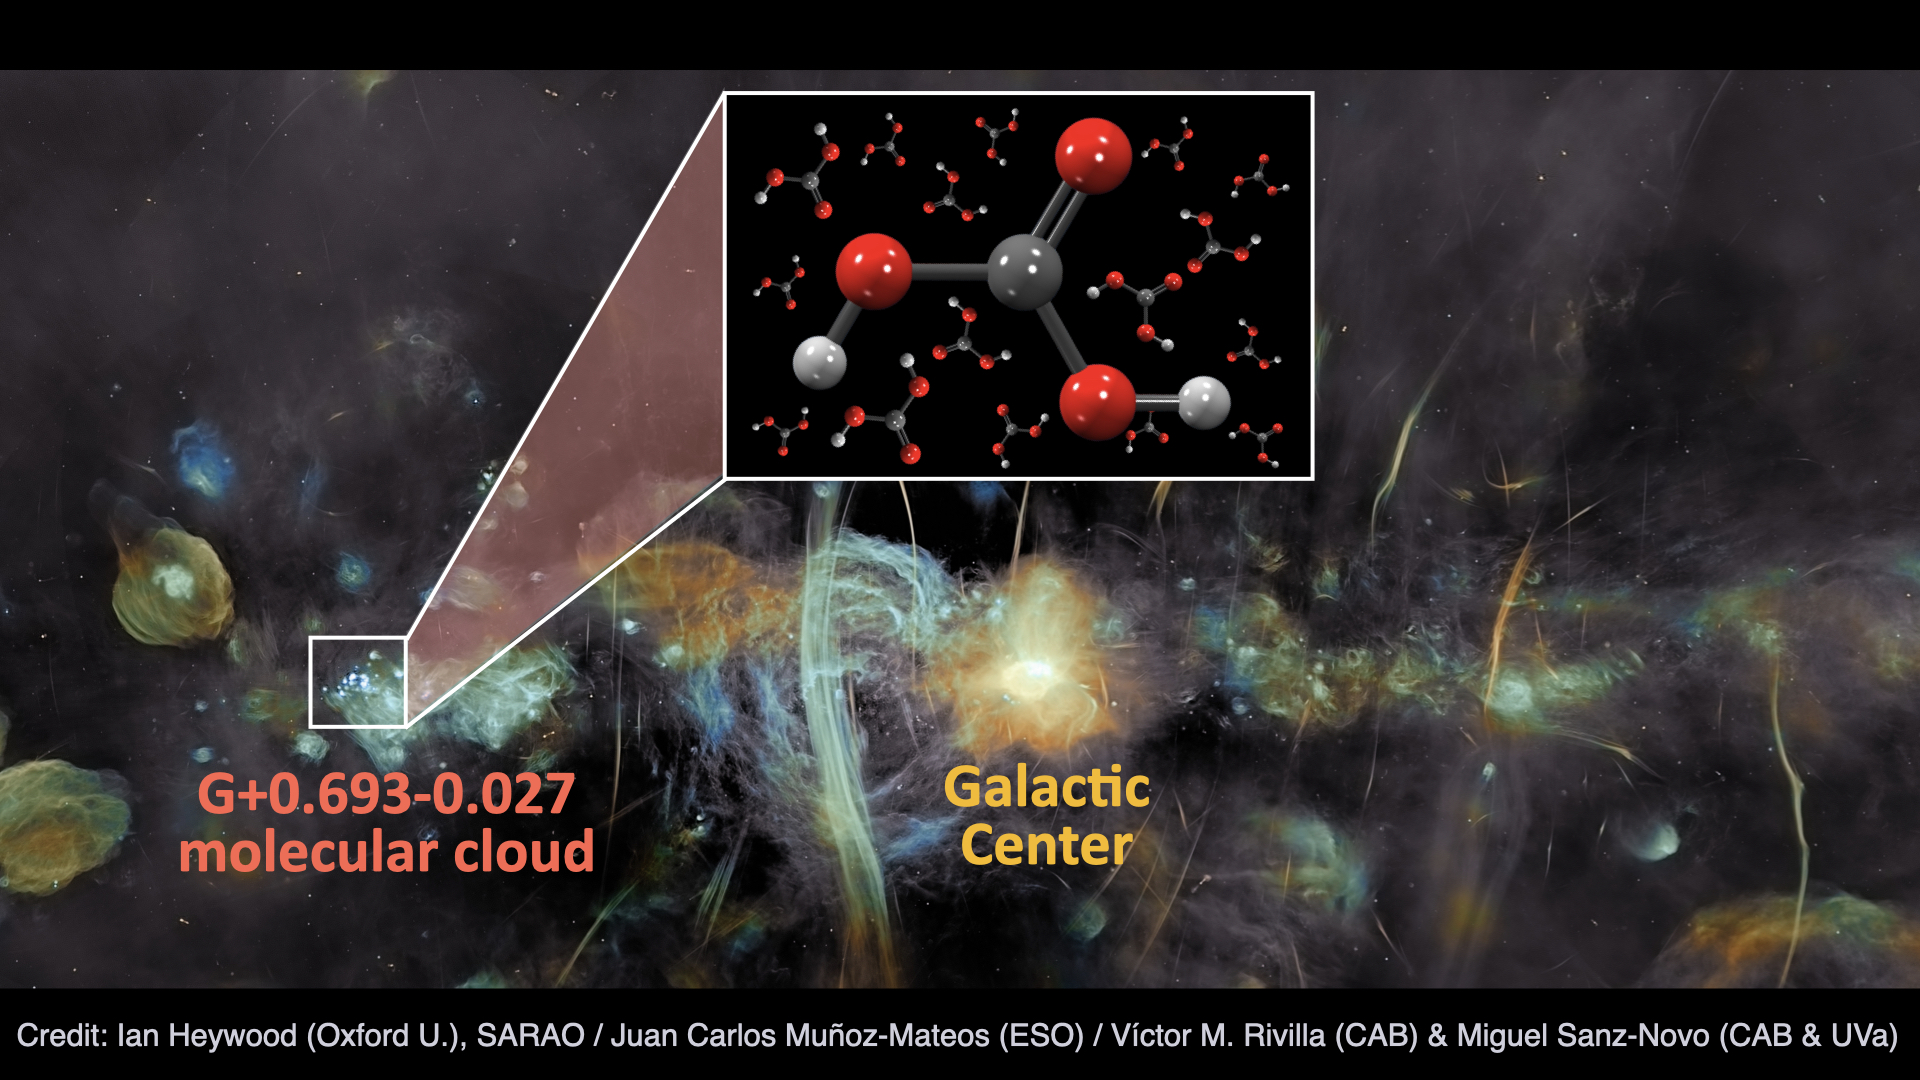 G+0.693-0.027
molecular cloud
Galactic
Center
Credit: Ian Heywood (Oxford U.), SARAO / Juan Carlos Muñoz-Mateos (ESO) / Víctor M. Rivilla (CAB) & Miguel Sanz-Novo (CAB & UVa)